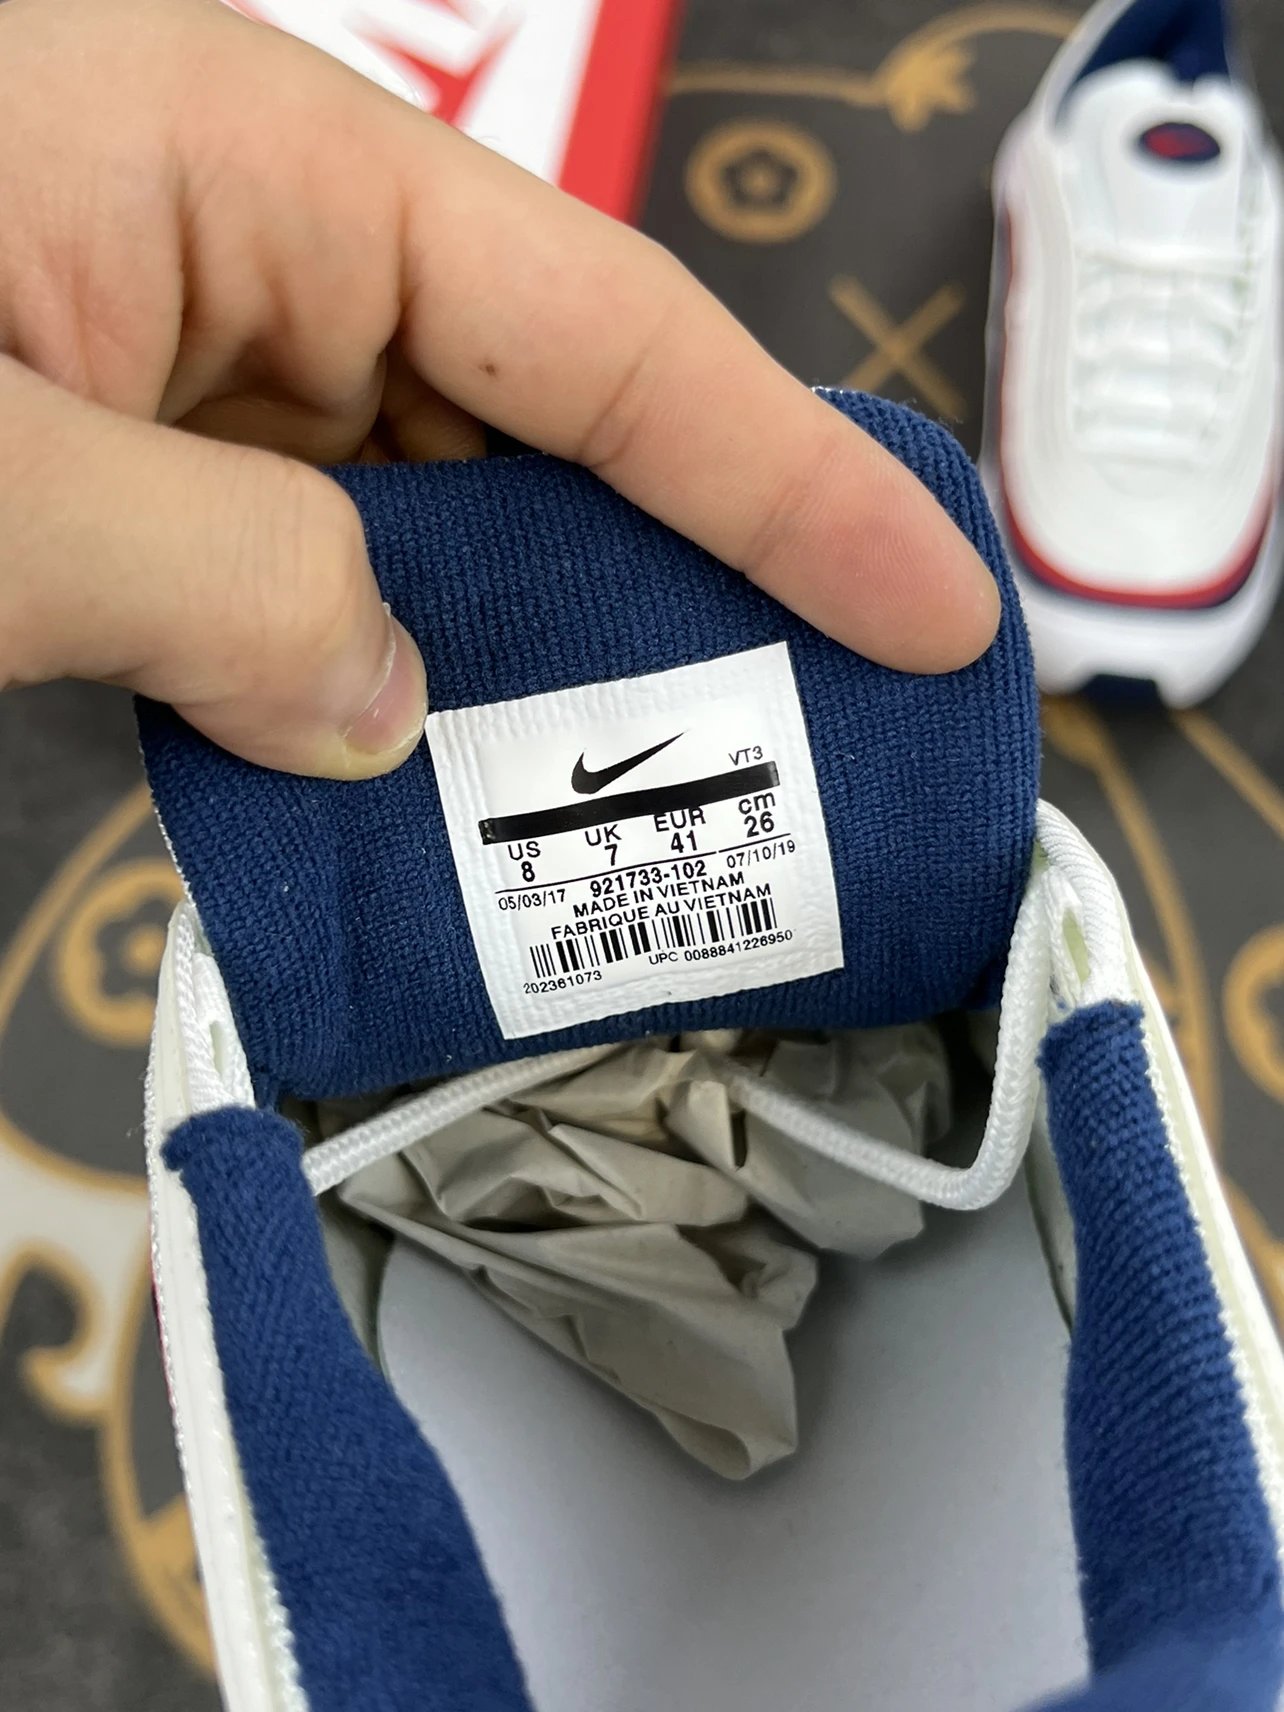 VT3
US UK EUR cm
8 7 41 26
05/03/17 921733-102 07/10/19
MADE IN VIETNAM
FABRIQUE AU VIETNAM
202361073 UPC 0088841226950